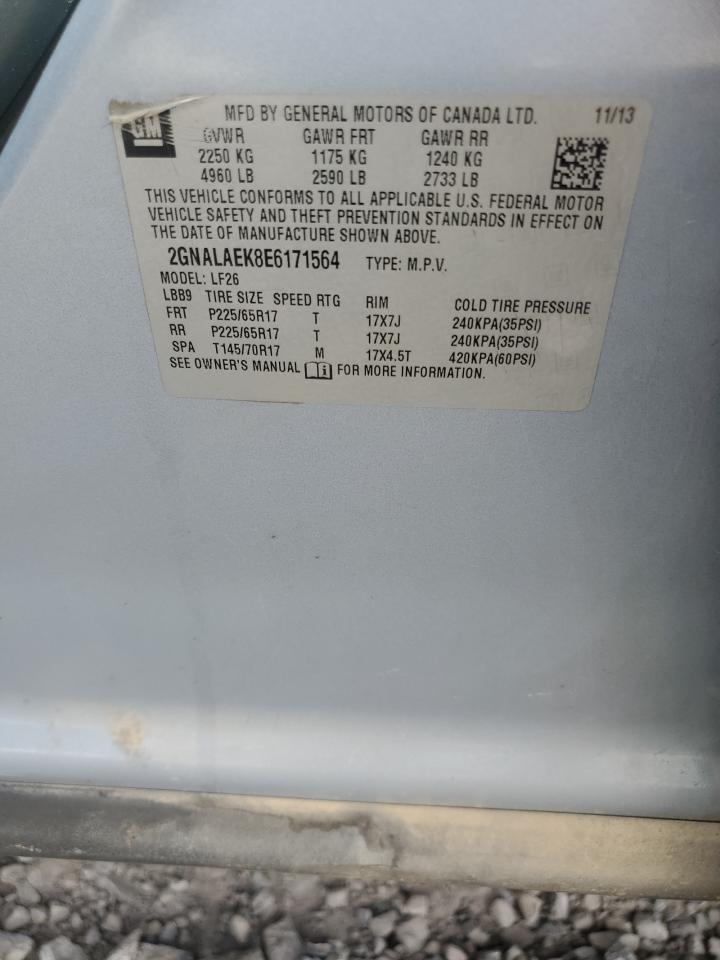 GM
MFD BY GENERAL MOTORS OF CANADA LTD. 11/13
GVWR GAWR FRT GAWR RR
2250 KG 1175 KG 1240 KG
4960 LB 2590 LB 2733 LB
THIS VEHICLE CONFORMS TO ALL APPLICABLE U.S. FEDERAL MOTOR
VEHICLE SAFETY AND THEFT PREVENTION STANDARDS IN EFFECT ON
THE DATE OF MANUFACTURE SHOWN ABOVE.
2GNALAEK8E6171564 TYPE: M.P.V.
MODEL: LF26
LBB9 TIRE SIZE SPEED RTG RIM COLD TIRE PRESSURE
FRT P225/65R17 T 17X7J 240KPA(35PSI)
RR P225/65R17 T 17X7J 240KPA(35PSI)
SPA T145/70R17 M 17X4.5T 420KPA(60PSI)
SEE OWNER'S MANUAL FOR MORE INFORMATION.